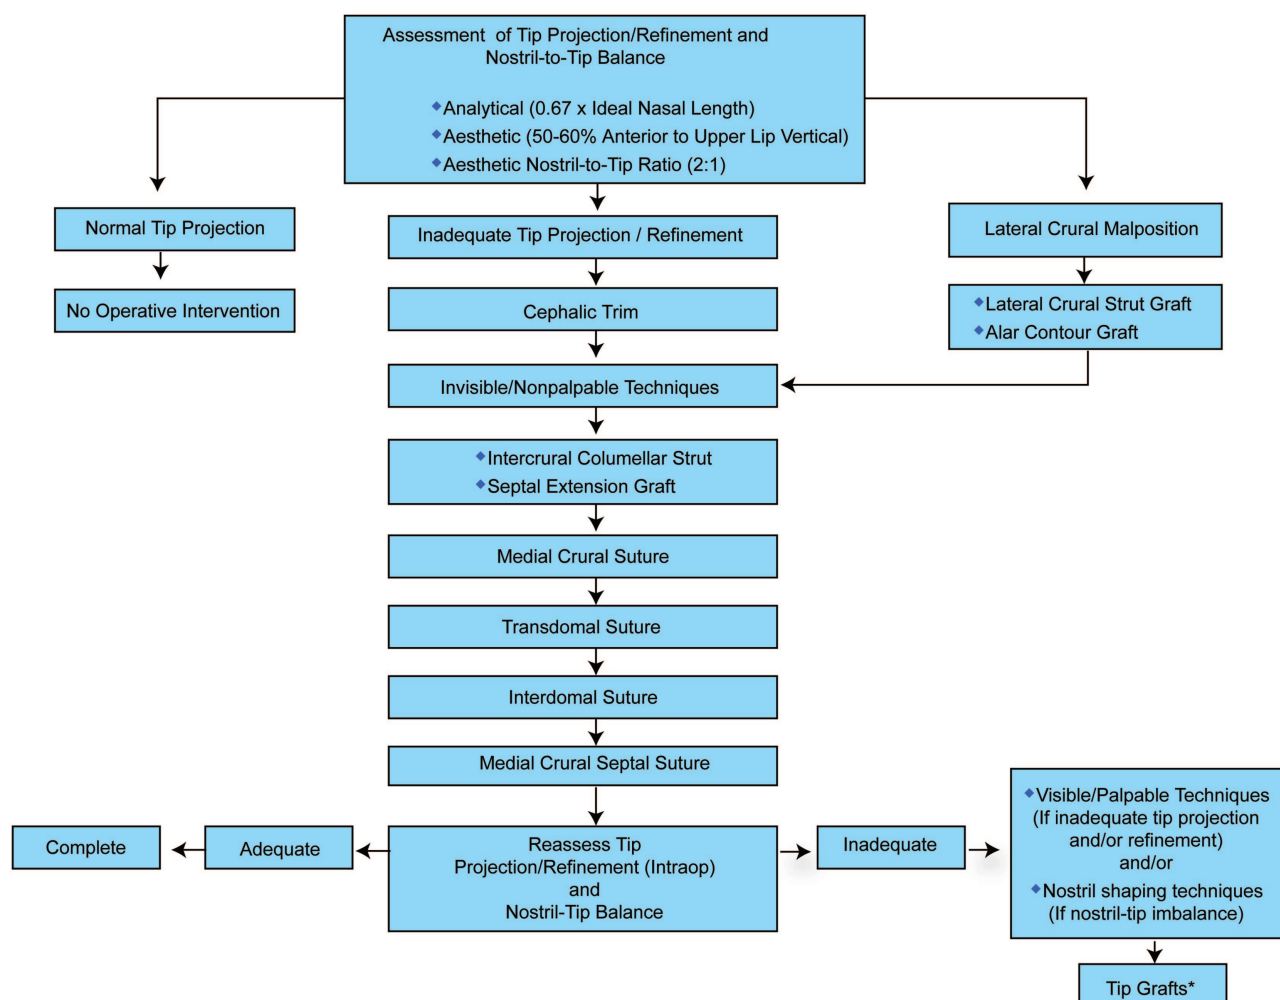 Assessment of Tip Projection/Refinement and
Nostril-to-Tip Balance
◆Analytical (0.67 x Ideal Nasal Length)
◆Aesthetic (50-60% Anterior to Upper Lip Vertical)
◆Aesthetic Nostril-to-Tip Ratio (2:1)
Normal Tip Projection
No Operative Intervention
Inadequate Tip Projection / Refinement
Cephalic Trim
Lateral Crural Malposition
◆Lateral Crural Strut Graft
◆Alar Contour Graft
Invisible/Nonpalpable Techniques
◆Intercrural Columellar Strut
◆Septal Extension Graft
Medial Crural Suture
Transdomal Suture
Interdomal Suture
Medial Crural Septal Suture
Reassess Tip
Projection/Refinement (Intraop)
and
Nostril-Tip Balance
Adequate
Complete
Inadequate
◆Visible/Palpable Techniques
(If inadequate tip projection
and/or refinement)
and/or
◆Nostril shaping techniques
(If nostril-tip imbalance)
Tip Grafts*